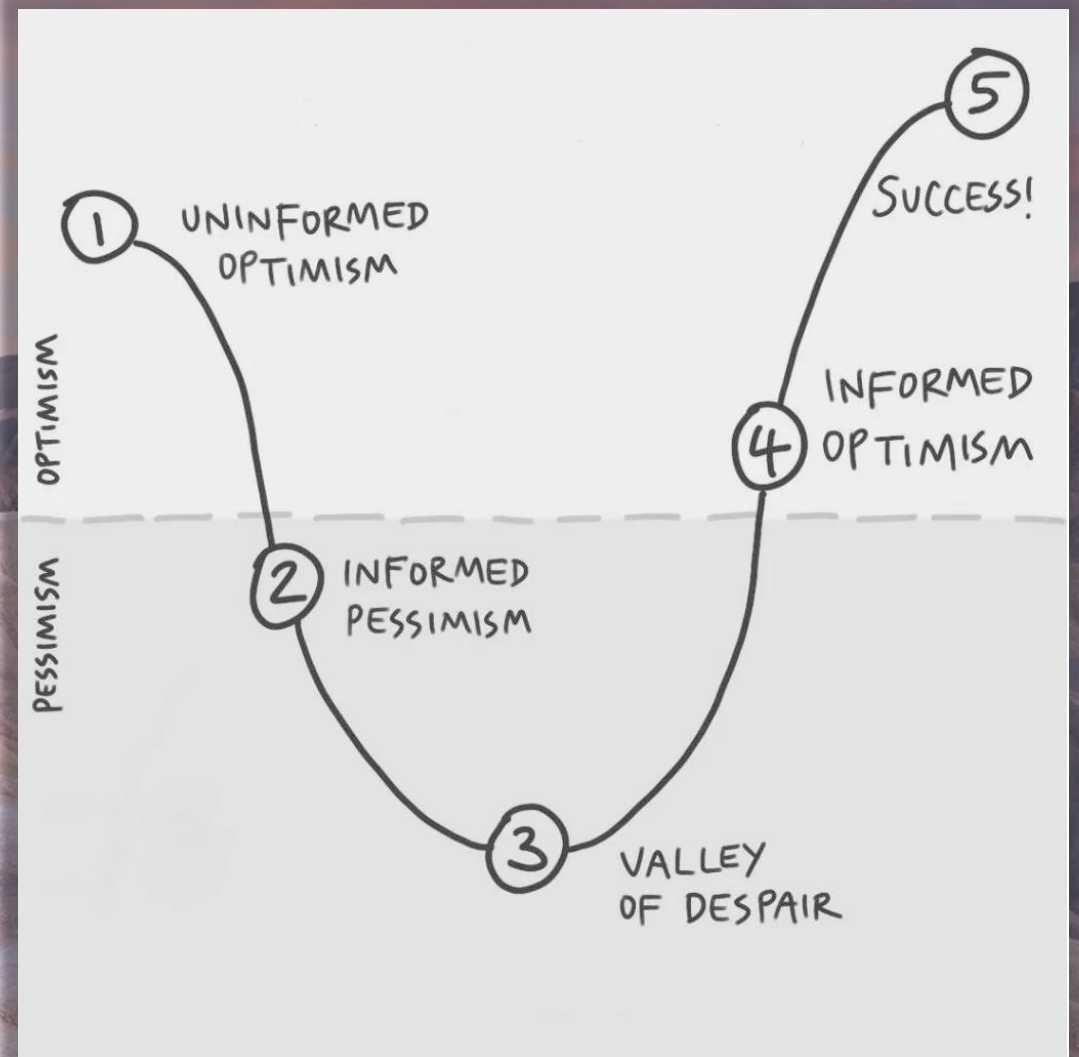 1
UNINFORMED
OPTIMISM
OPTIMISM
2
INFORMED
PESSIMISM
PESSIMISM
3
VALLEY
OF DESPAIR
4
INFORMED
OPTIMISM
5
SUCCESS!